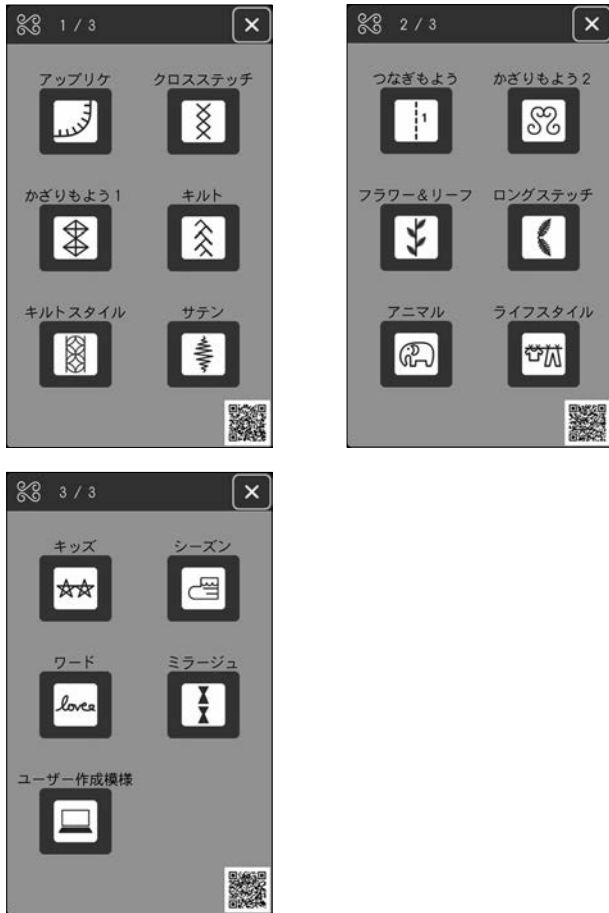 1 / 3
アップリケ
クロスステッチ
かざりもよう1
キルト
キルトスタイル
サテン
2 / 3
つなぎもよう
かざりもよう2
1
フラワー&リーフ
ロングステッチ
アニマル
ライフスタイル
3 / 3
キッズ
シーズン
ワード
ミラージュ
love
ユーザー作成模様